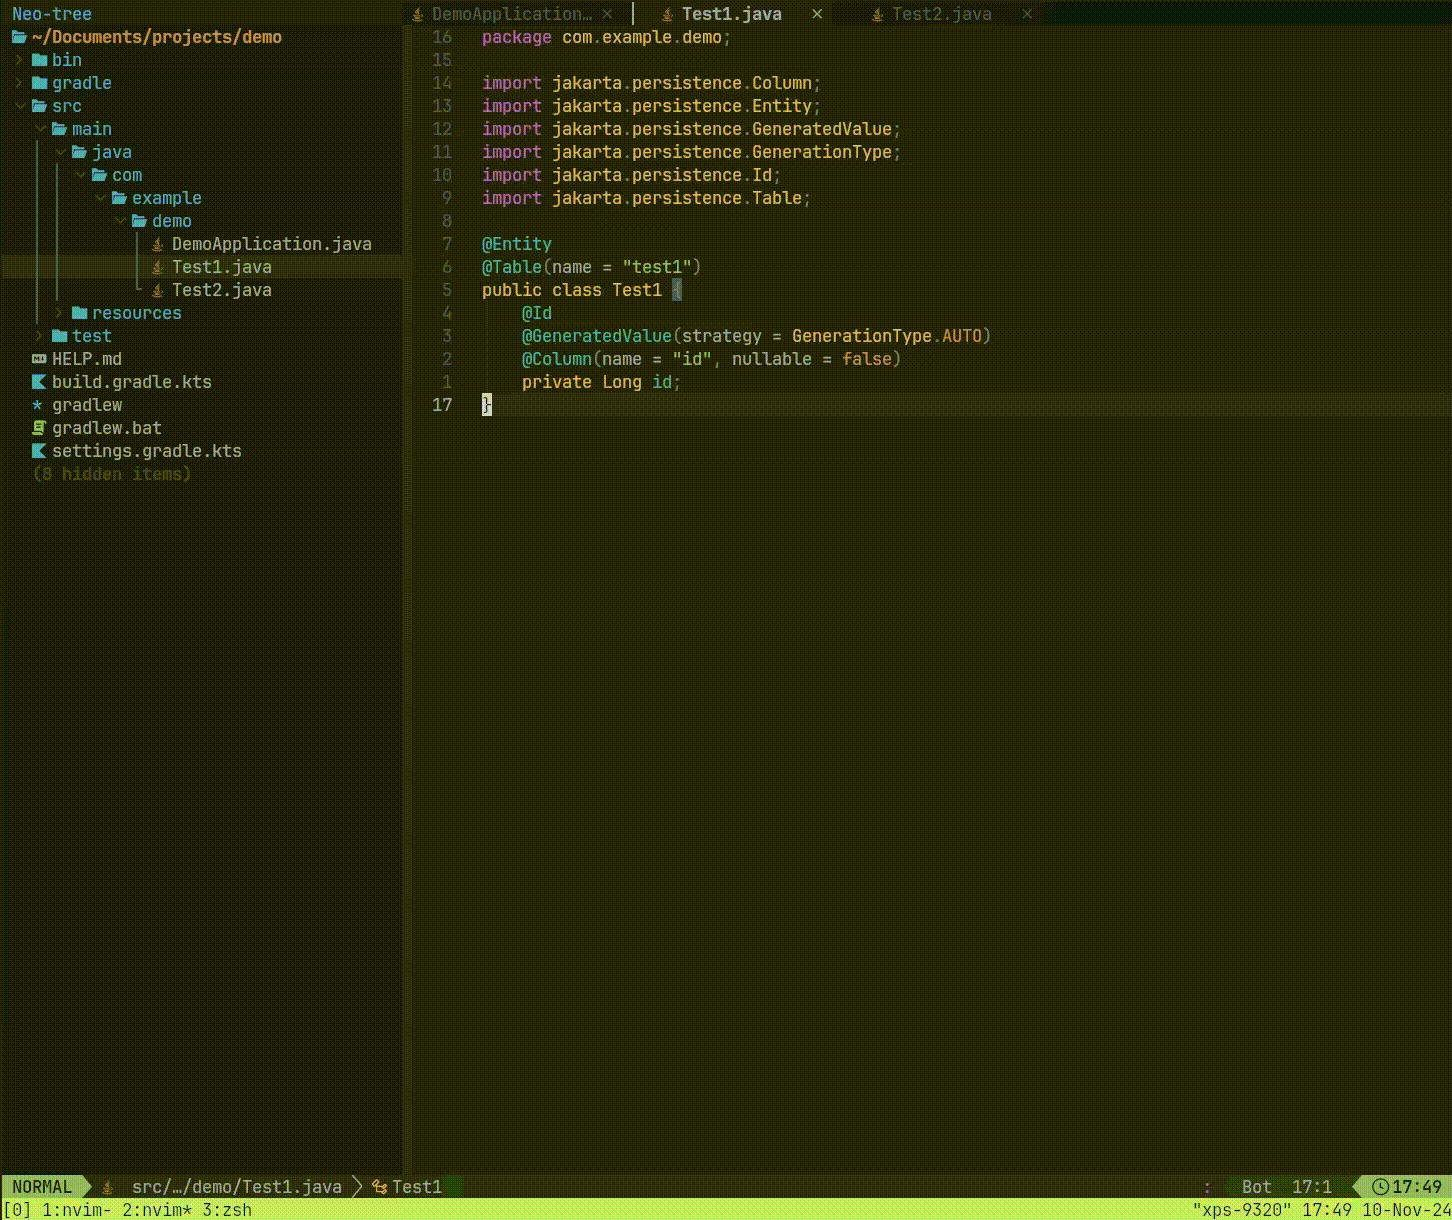 Neo-tree
~/Documents/projects/demo
bin
gradle
src
main
java
com
example
demo
DemoApplication.java
Test1.java
Test2.java
resources
test
HELP.md
build.gradle.kts
gradlew
gradlew.bat
settings.gradle.kts
(8 hidden items)
DemoApplication… × Test1.java × Test2.java ×
16 package com.example.demo;
15
14 import jakarta.persistence.Column;
13 import jakarta.persistence.Entity;
12 import jakarta.persistence.GeneratedValue;
11 import jakarta.persistence.GenerationType;
10 import jakarta.persistence.Id;
9 import jakarta.persistence.Table;
8
7 @Entity
6 @Table(name = "test1")
5 public class Test1 {
4     @Id
3     @GeneratedValue(strategy = GenerationType.AUTO)
2     @Column(name = "id", nullable = false)
1     private Long id;
17 }
NORMAL src/…/demo/Test1.java Test1 : Bot 17:1 17:49
[0] 1:nvim- 2:nvim* 3:zsh "xps-9320" 17:49 10-Nov-24